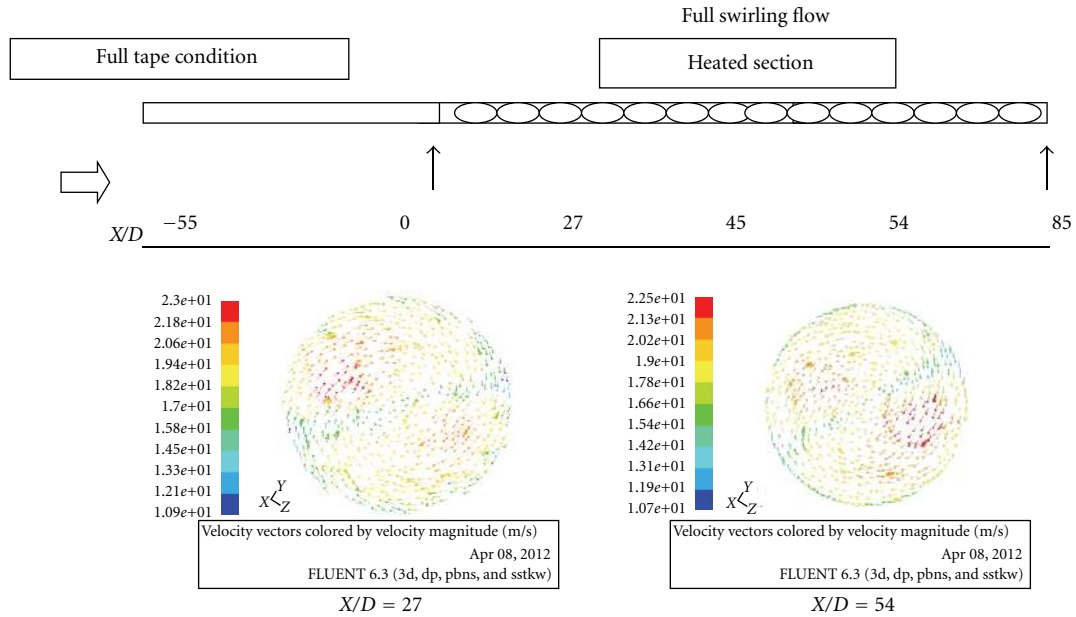 Full swirling flow
Full tape condition
Heated section
X/D
−55 0 27 45 54 85
2.3e+01
2.18e+01
2.06e+01
1.94e+01
1.82e+01
1.7e+01
1.58e+01
1.45e+01
1.33e+01
1.21e+01
1.09e+01
Y
X
Z
Velocity vectors colored by velocity magnitude (m/s)
Apr 08, 2012
FLUENT 6.3 (3d, dp, pbns, and sstkw)
X/D = 27
2.25e+01
2.13e+01
2.02e+01
1.9e+01
1.78e+01
1.66e+01
1.54e+01
1.42e+01
1.31e+01
1.19e+01
1.07e+01
Y
X
Z
Velocity vectors colored by velocity magnitude (m/s)
Apr 08, 2012
FLUENT 6.3 (3d, dp, pbns, and sstkw)
X/D = 54